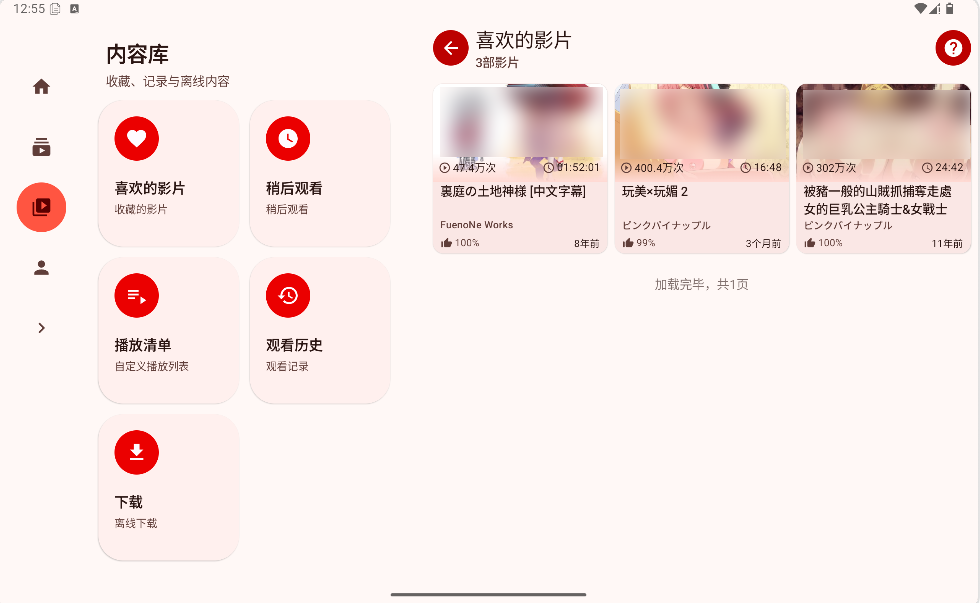 12:55
A
内容库
收藏、记录与离线内容
喜欢的影片
收藏的影片
稍后观看
稍后观看
播放清单
自定义播放列表
观看历史
观看记录
下载
离线下载
喜欢的影片
3部影片
?
47.4万次
01:52:01
裏庭の土地神様 [中文字幕]
FuenoNe Works
100%
8年前
400.4万次
16:48
玩美×玩媚 2
ピンクパイナップル
99%
3个月前
302万次
24:42
被豬一般的山賊抓捕奪走處
女的巨乳公主騎士&女戰士
ピンクパイナップル
100%
11年前
加载完毕，共1页